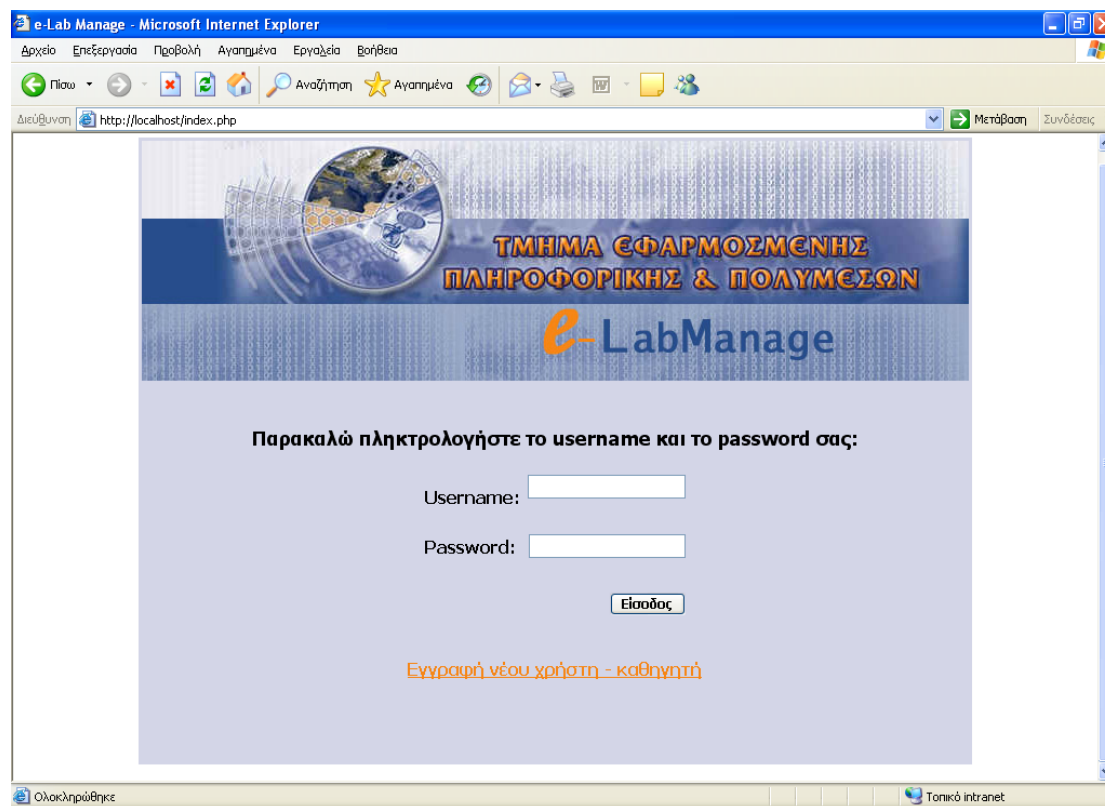 e-Lab Manage - Microsoft Internet Explorer
Αρχείο Επεξεργασία Προβολή Αγαπημένα Εργαλεία Βοήθεια
Πίσω Αναζήτηση Αγαπημένα
Διεύθυνση http://localhost/index.php Μετάβαση Συνδέσεις
ΤΜΗΜΑ ΕΦΑΡΜΟΣΜΕΝΗΣ
ΠΛΗΡΟΦΟΡΙΚΗΣ & ΠΟΛΥΜΕΣΩΝ
e-LabManage
Παρακαλώ πληκτρολογήστε το username και το password σας:
Username:
Password:
Είσοδος
Εγγραφή νέου χρήστη - καθηγητή
Ολοκληρώθηκε Τοπικό intranet